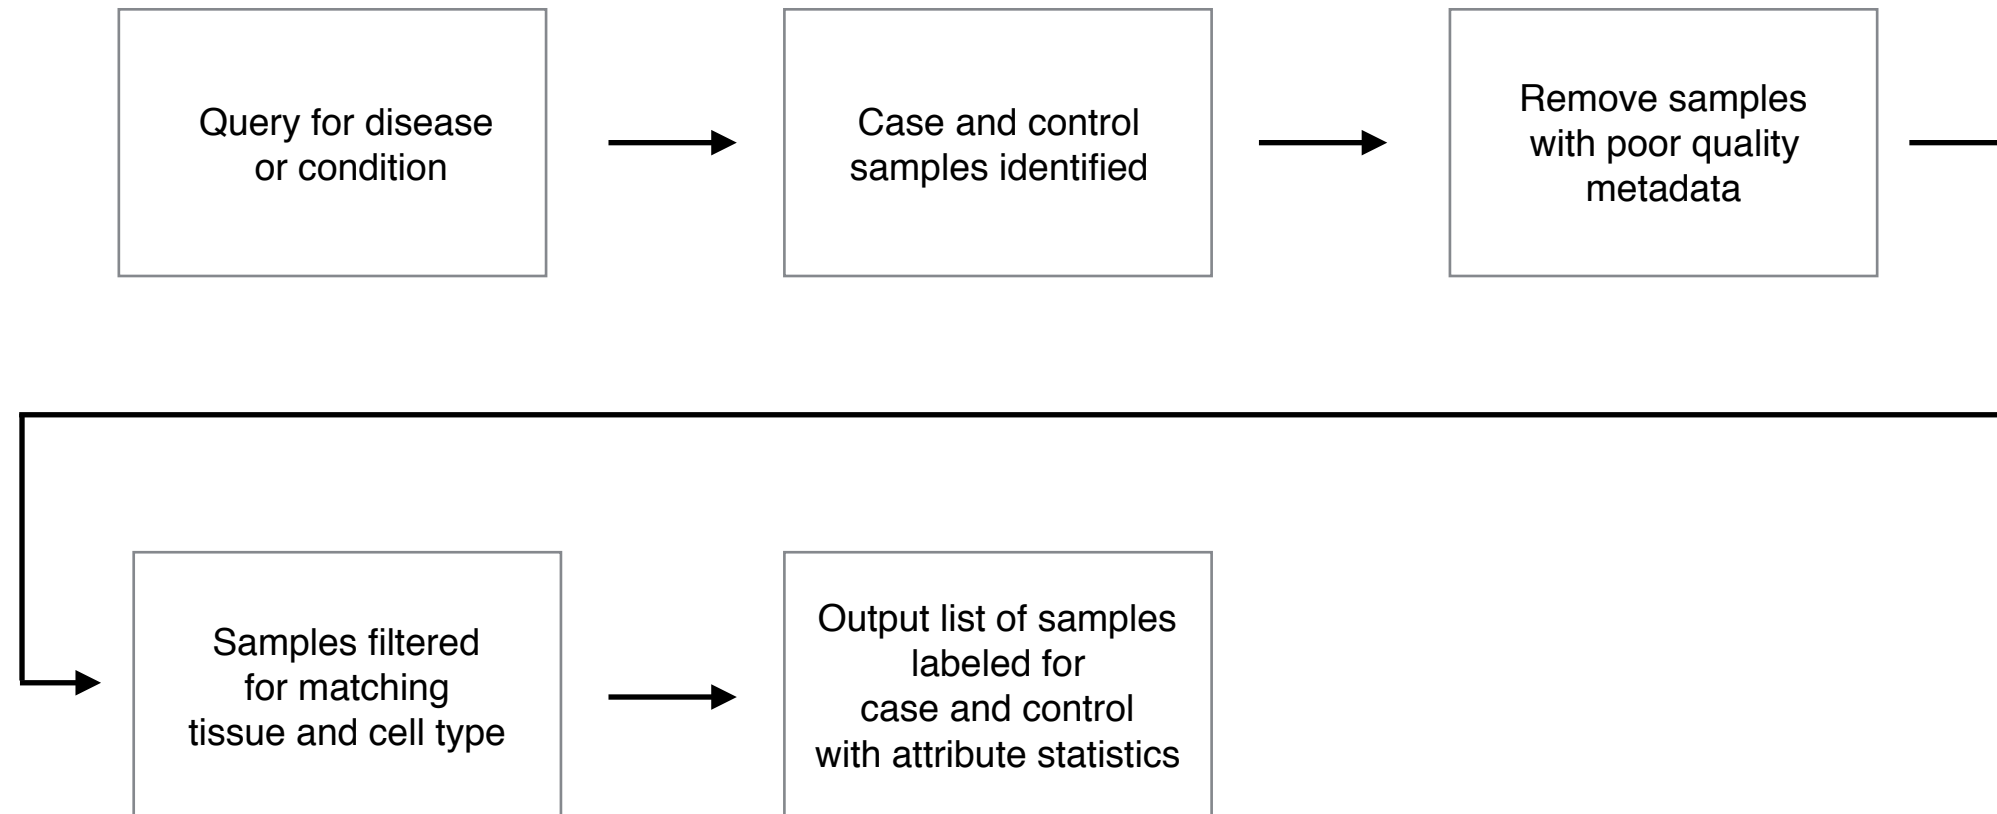 Query for disease
or condition
Case and control
samples identified
Remove samples
with poor quality
metadata
Samples filtered
for matching
tissue and cell type
Output list of samples
labeled for
case and control
with attribute statistics